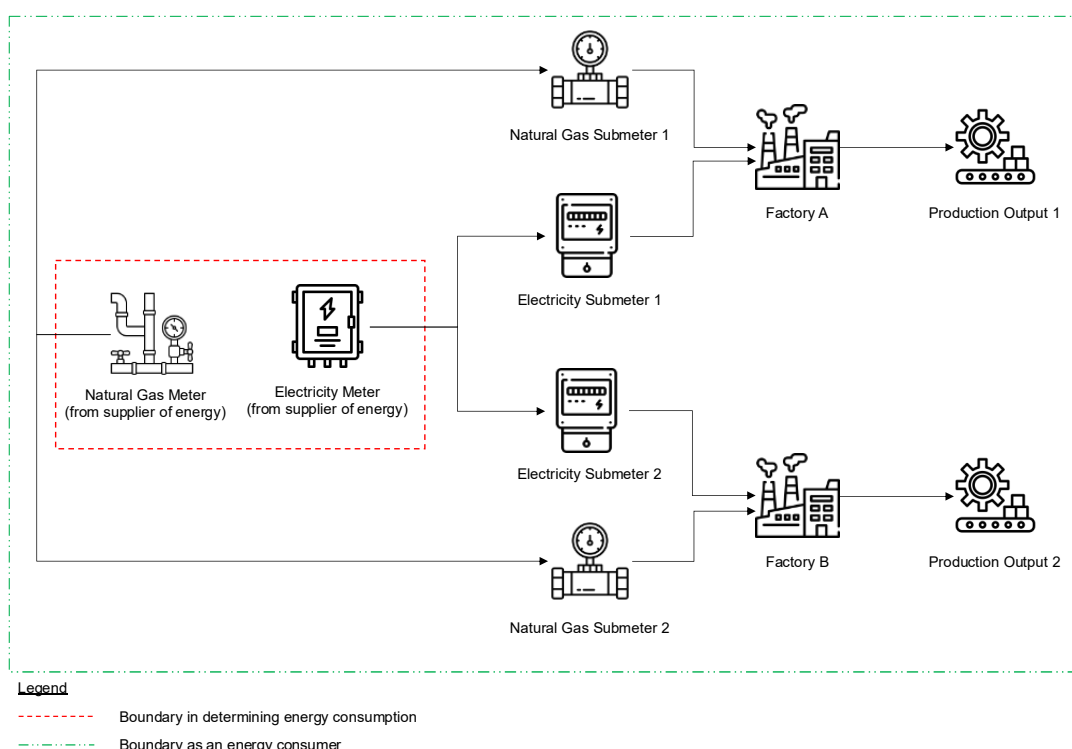 Natural Gas Submeter 1
Factory A
Production Output 1
Electricity Submeter 1
Natural Gas Meter
(from supplier of energy)
Electricity Meter
(from supplier of energy)
Electricity Submeter 2
Factory B
Production Output 2
Natural Gas Submeter 2
Legend
Boundary in determining energy consumption
Boundary as an energy consumer